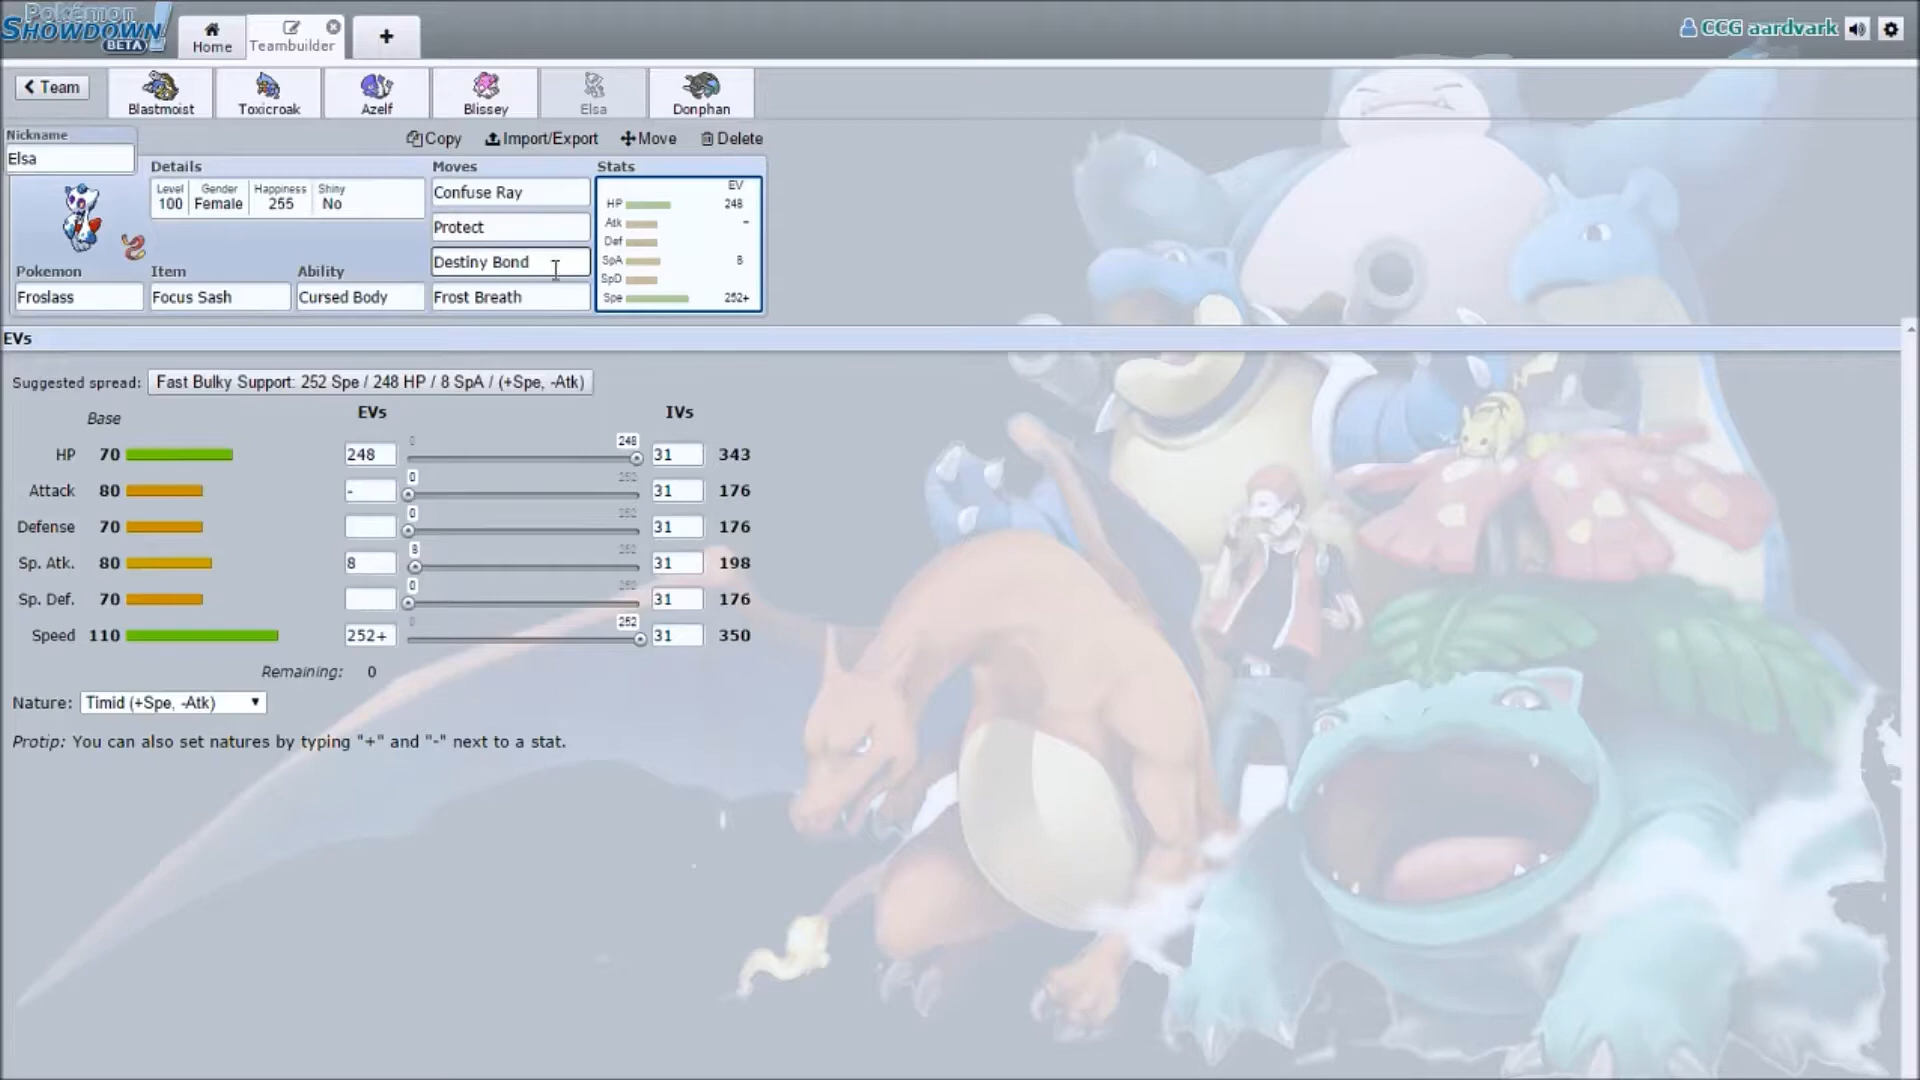 Pokémon
SHOWDOWN!
BETA
Home
Teambuilder
+
CCG aardvark
< Team
Blastmoist
Toxicroak
Azelf
Blissey
Elsa
Donphan
Nickname
Elsa
Copy
Import/Export
Move
Delete
Details
Moves
Stats
Level
100
Gender
Female
Happiness
255
Shiny
No
Confuse Ray
Protect
Destiny Bond
Frost Breath
EV
HP 248
Atk -
Def
SpA 8
SpD
Spe 252+
Pokemon
Froslass
Item
Focus Sash
Ability
Cursed Body
EVs
Suggested spread: Fast Bulky Support: 252 Spe / 248 HP / 8 SpA / (+Spe, -Atk)
Base EVs IVs
HP 70 248 0 248 31 343
Attack 80 - 0 252 31 176
Defense 70 0 252 31 176
Sp. Atk. 80 8 8 252 31 198
Sp. Def. 70 0 252 31 176
Speed 110 252+ 0 252 31 350
Remaining: 0
Nature: Timid (+Spe, -Atk)
Protip: You can also set natures by typing "+" and "-" next to a stat.